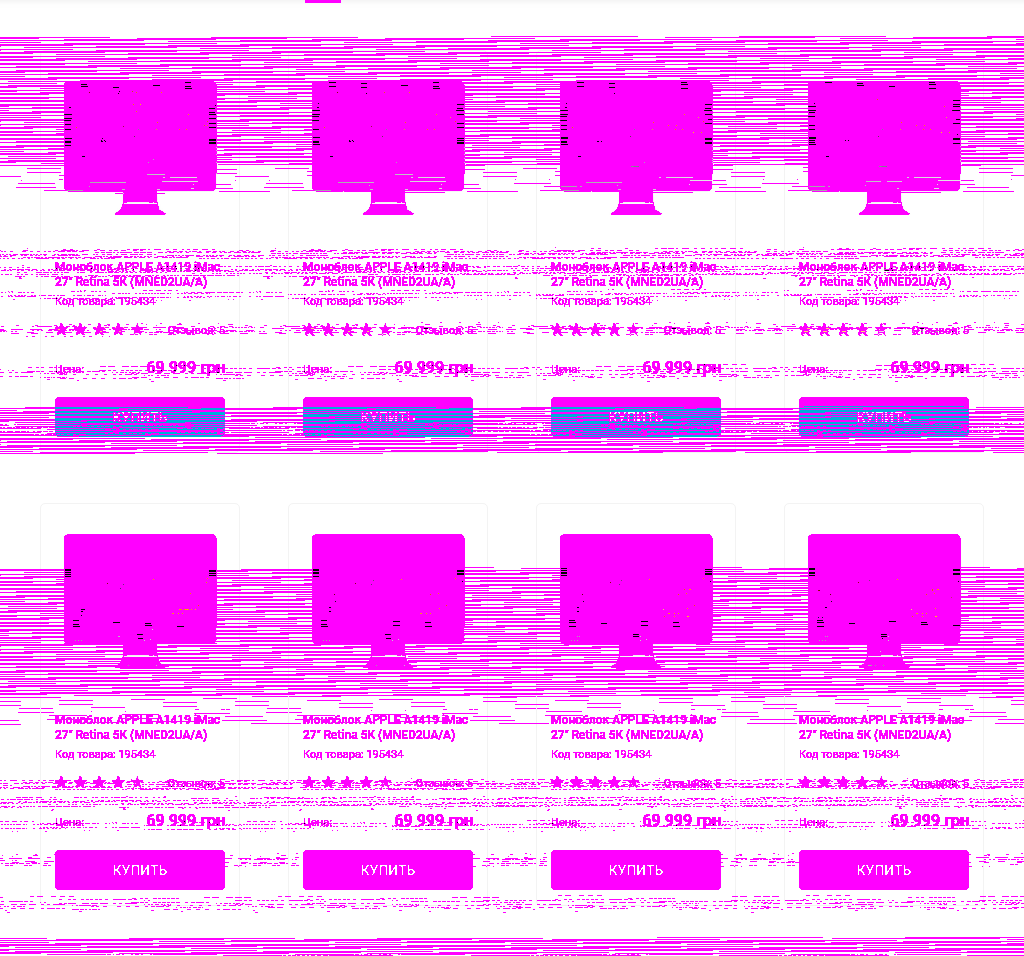 Моноблок APPLE A1419 iMac
27" Retina 5K (MNED2UA/A)
Код товара: 195434
Отзывов: 5
Цена: 69 999 грн
КУПИТЬ
Моноблок APPLE A1419 iMac
27" Retina 5K (MNED2UA/A)
Код товара: 195434
Отзывов: 5
Цена: 69 999 грн
КУПИТЬ
Моноблок APPLE A1419 iMac
27" Retina 5K (MNED2UA/A)
Код товара: 195434
Отзывов: 5
Цена: 69 999 грн
КУПИТЬ
Моноблок APPLE A1419 iMac
27" Retina 5K (MNED2UA/A)
Код товара: 195434
Отзывов: 5
Цена: 69 999 грн
КУПИТЬ
Моноблок APPLE A1419 iMac
27" Retina 5K (MNED2UA/A)
Код товара: 195434
Отзывов: 5
Цена: 69 999 грн
КУПИТЬ
Моноблок APPLE A1419 iMac
27" Retina 5K (MNED2UA/A)
Код товара: 195434
Отзывов: 5
Цена: 69 999 грн
КУПИТЬ
Моноблок APPLE A1419 iMac
27" Retina 5K (MNED2UA/A)
Код товара: 195434
Отзывов: 5
Цена: 69 999 грн
КУПИТЬ
Моноблок APPLE A1419 iMac
27" Retina 5K (MNED2UA/A)
Код товара: 195434
Отзывов: 5
Цена: 69 999 грн
КУПИТЬ